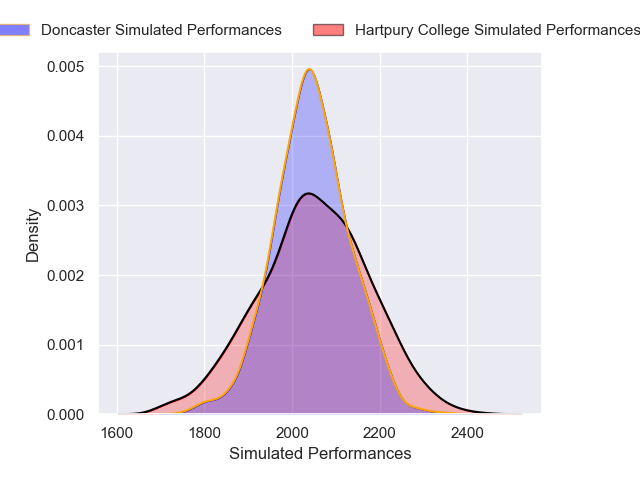 Doncaster Simulated Performances
Hartpury College Simulated Performances
0.005
0.004
0.003
0.002
0.001
0.000
Density
1600 1800 2000 2200 2400
Simulated Performances